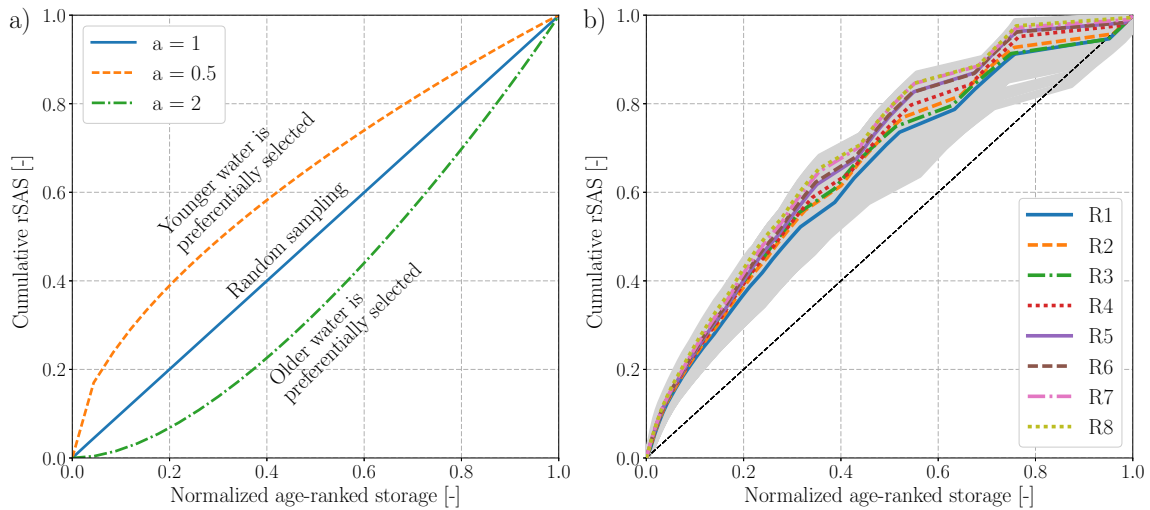 a)
1.0
0.8
0.6
0.4
0.2
0.0
Cumulative rSAS [-]
a = 1
a = 0.5
a = 2
Younger water is
preferentially selected
Random sampling
Older water is
preferentially selected
0.0 0.2 0.4 0.6 0.8 1.0
Normalized age-ranked storage [-]
b)
1.0
0.8
0.6
0.4
0.2
0.0
Cumulative rSAS [-]
R1
R2
R3
R4
R5
R6
R7
R8
0.0 0.2 0.4 0.6 0.8 1.0
Normalized age-ranked storage [-]